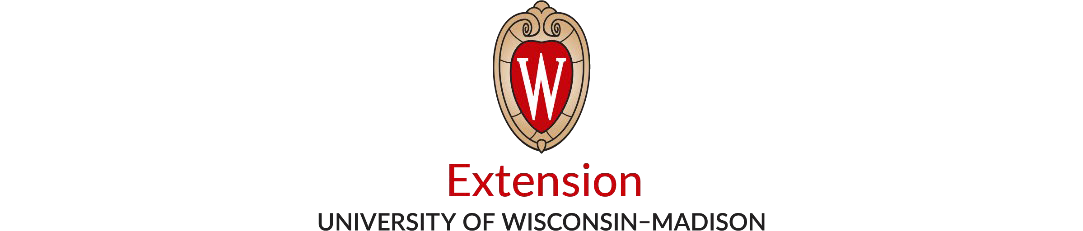 W
Extension
UNIVERSITY OF WISCONSIN–MADISON